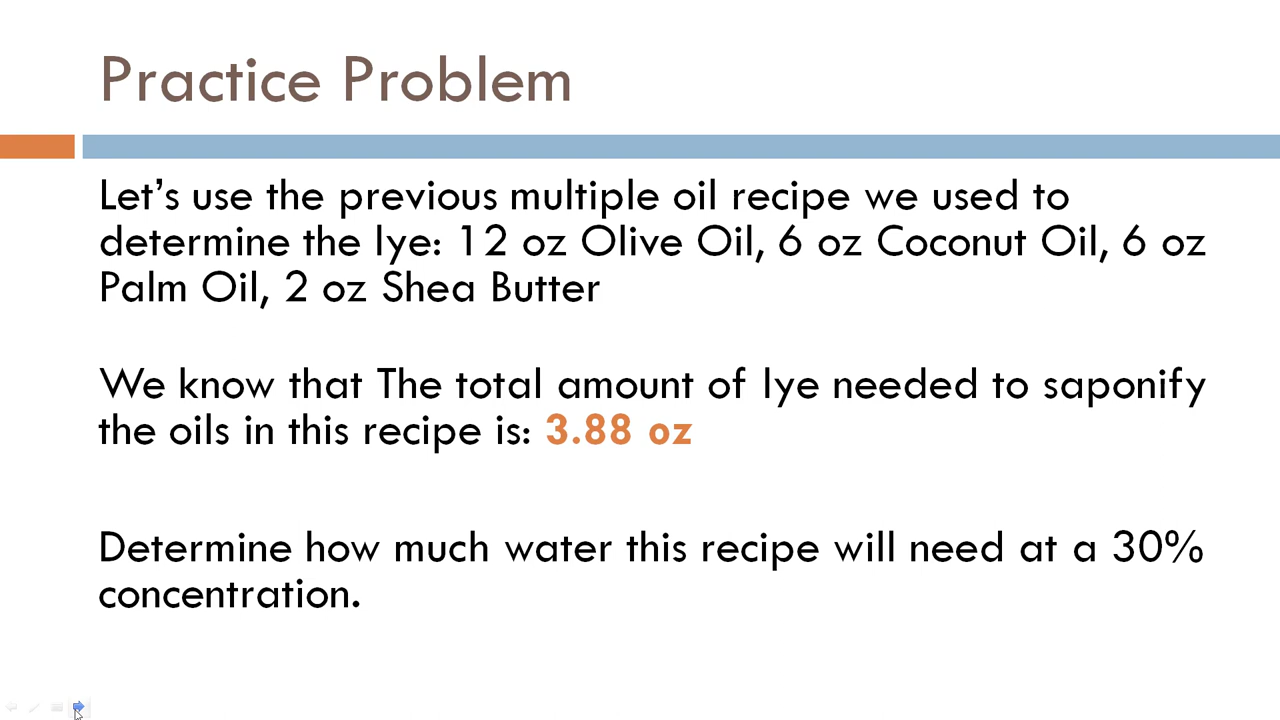 Practice Problem
Let’s use the previous multiple oil recipe we used to
determine the lye: 12 oz Olive Oil, 6 oz Coconut Oil, 6 oz
Palm Oil, 2 oz Shea Butter
We know that The total amount of lye needed to saponify
the oils in this recipe is: 3.88 oz
Determine how much water this recipe will need at a 30%
concentration.